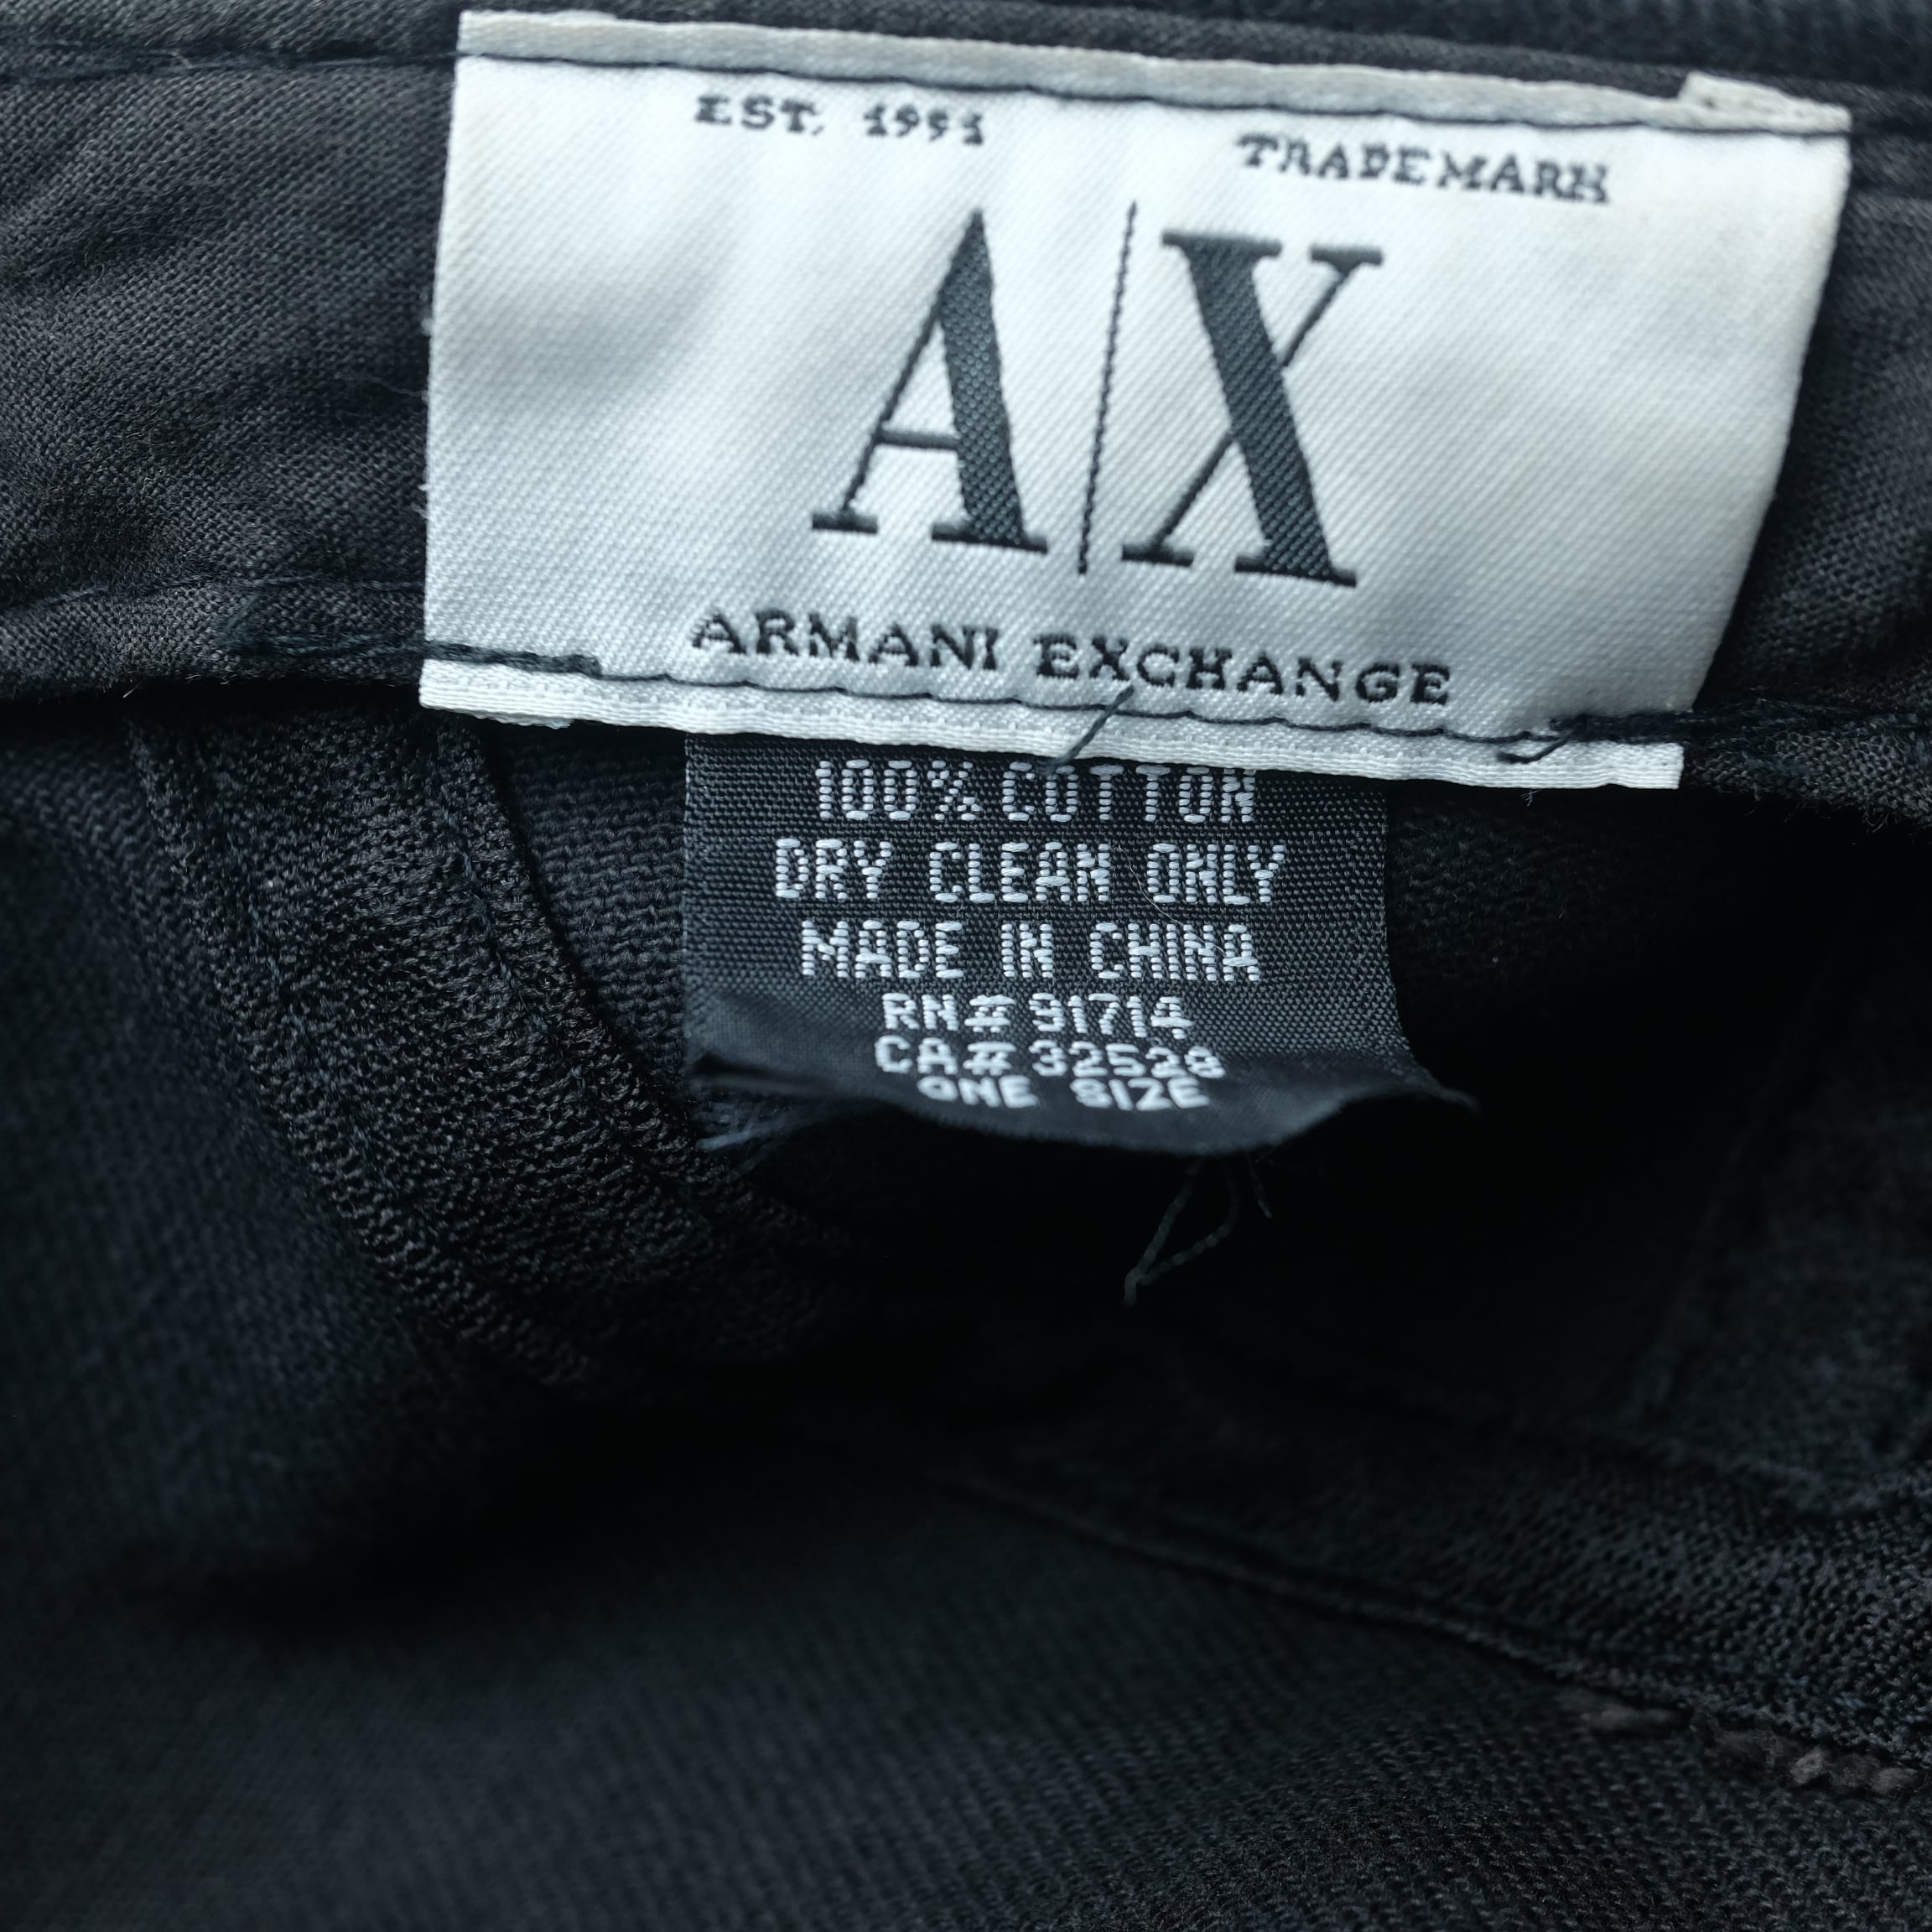 EST. 1991 TRADEMARK
A|X
ARMANI EXCHANGE
100% COTTON
DRY CLEAN ONLY
MADE IN CHINA
RN# 91714
CA# 32528
ONE SIZE